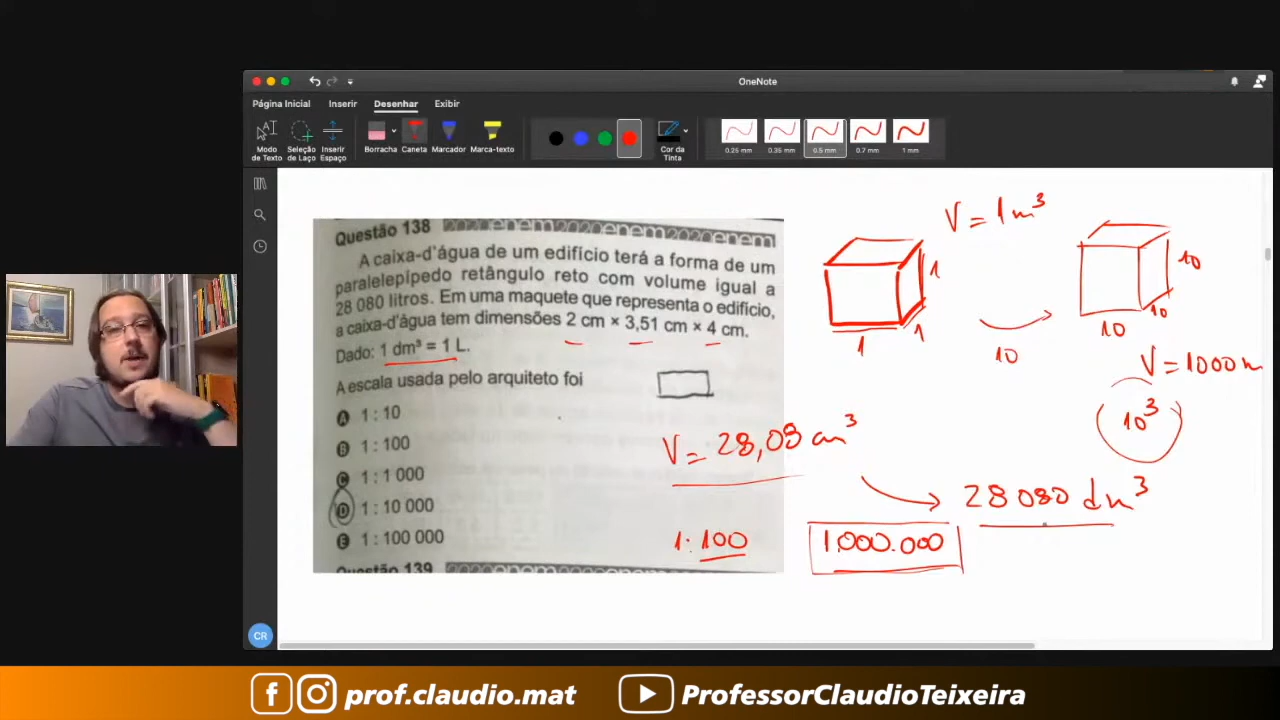 OneNote
Página Inicial Inserir Desenhar Exibir
Modo de Texto
Seleção de Laço
Inserir Espaço
Borracha
Caneta
Marcador
Marca-texto
Cor da Tinta
0.25 mm
0.35 mm
0.5 mm
0.7 mm
1 mm
Questão 138 enem2020enem2020enem
A caixa-d'água de um edifício terá a forma de um
paralelepípedo retângulo reto com volume igual a
28 080 litros. Em uma maquete que representa o edifício,
a caixa-d'água tem dimensões 2 cm × 3,51 cm × 4 cm.
Dado: 1 dm³ = 1 L.
A escala usada pelo arquiteto foi
A 1 : 10
B 1 : 100
C 1 : 1 000
D 1 : 10 000
E 1 : 100 000
Questão 139
V = 1m³
1
1
1
10
10
10
10
V = 1000 m
10³
V = 28,08 cm³
28 080 dm³
1:100
1.000.000
CR
prof.claudio.mat
ProfessorClaudioTeixeira